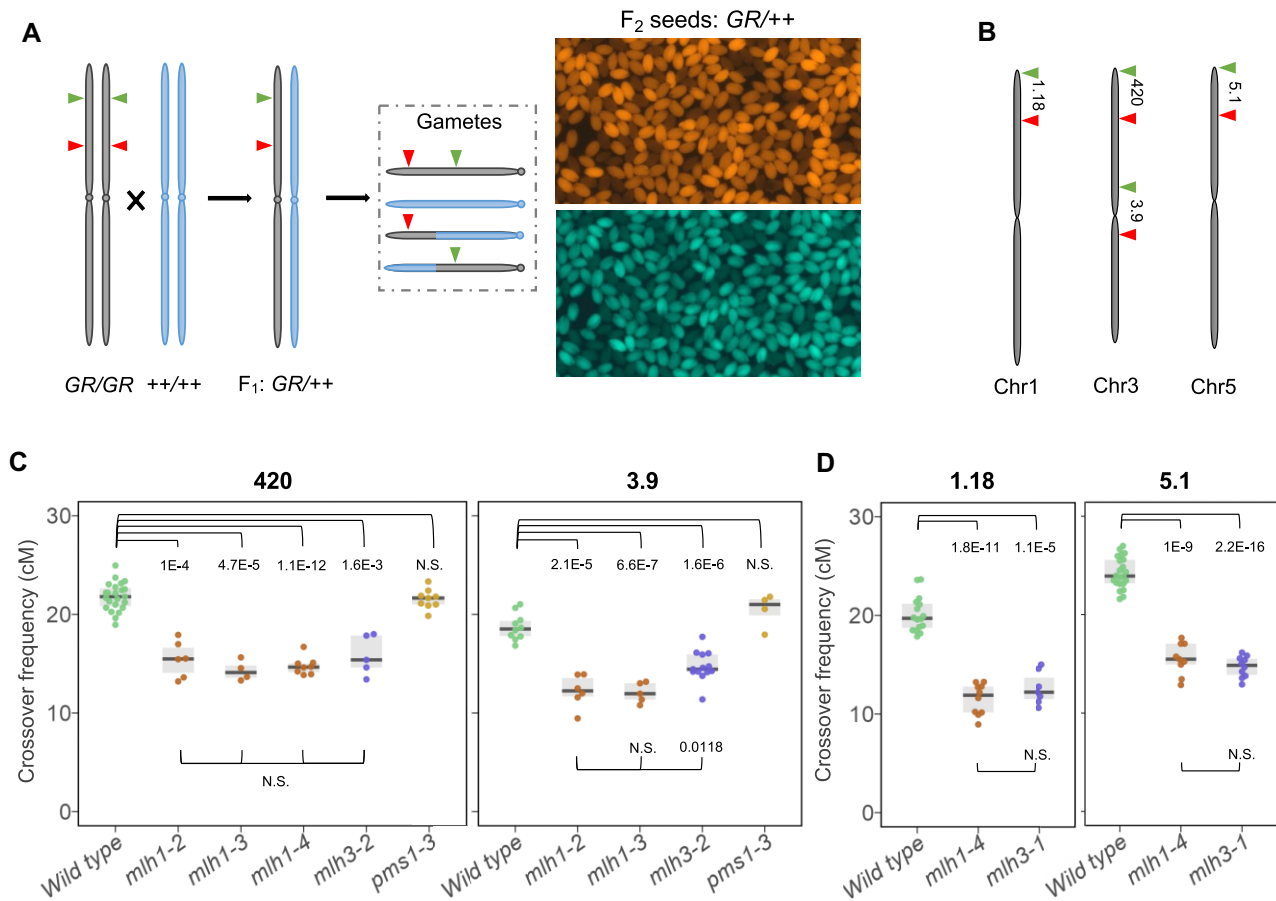 A
F2 seeds: GR/++
B
Gametes
GR/GR
++/++
F1: GR/++
1.18
420
3.9
5.1
Chr1
Chr3
Chr5
C
420
3.9
D
1.18
5.1
Crossover frequency (cM)
30
20
10
0
1E-4
4.7E-5
1.1E-12
1.6E-3
N.S.
N.S.
Wild type
mlh1-2
mlh1-3
mlh1-4
mlh3-2
pms1-3
2.1E-5
6.6E-7
1.6E-6
N.S.
N.S.
0.0118
Wild type
mlh1-2
mlh1-3
mlh3-2
pms1-3
Crossover frequency (cM)
30
20
10
0
1.8E-11
1.1E-5
N.S.
Wild type
mlh1-4
mlh3-1
1E-9
2.2E-16
N.S.
Wild type
mlh1-4
mlh3-1